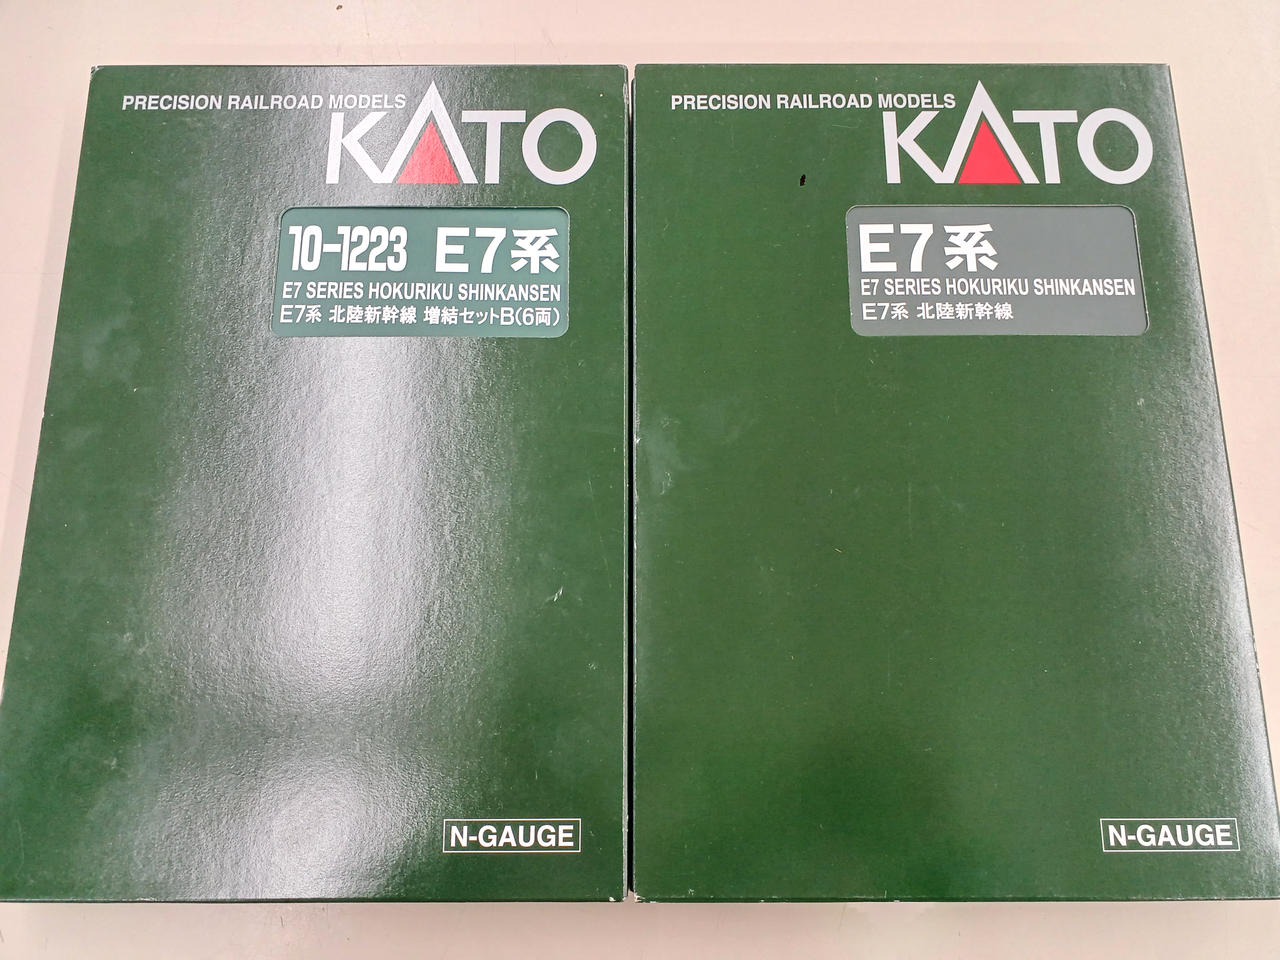 PRECISION RAILROAD MODELS
KATO
10-1223 E7系
E7 SERIES HOKURIKU SHINKANSEN
E7系 北陸新幹線 増結セットB(6両)
N-GAUGE
PRECISION RAILROAD MODELS
KATO
E7系
E7 SERIES HOKURIKU SHINKANSEN
E7系 北陸新幹線
N-GAUGE